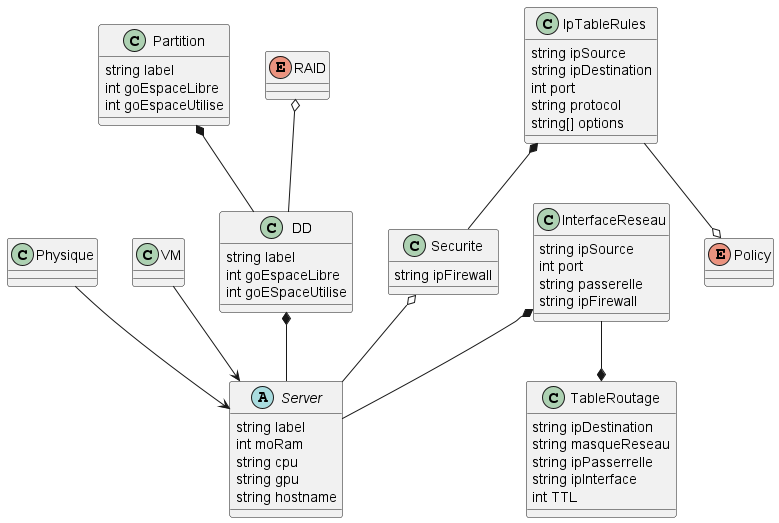 C Partition
string label
int goEspaceLibre
int goEspaceUtilise
E RAID
C IpTableRules
string ipSource
string ipDestination
int port
string protocol
string[] options
C Physique
C VM
C DD
string label
int goEspaceLibre
int goESpaceUtilise
C Securite
string ipFirewall
C InterfaceReseau
string ipSource
int port
string passerelle
string ipFirewall
E Policy
A Server
string label
int moRam
string cpu
string gpu
string hostname
C TableRoutage
string ipDestination
string masqueReseau
string ipPasserrelle
string ipInterface
int TTL